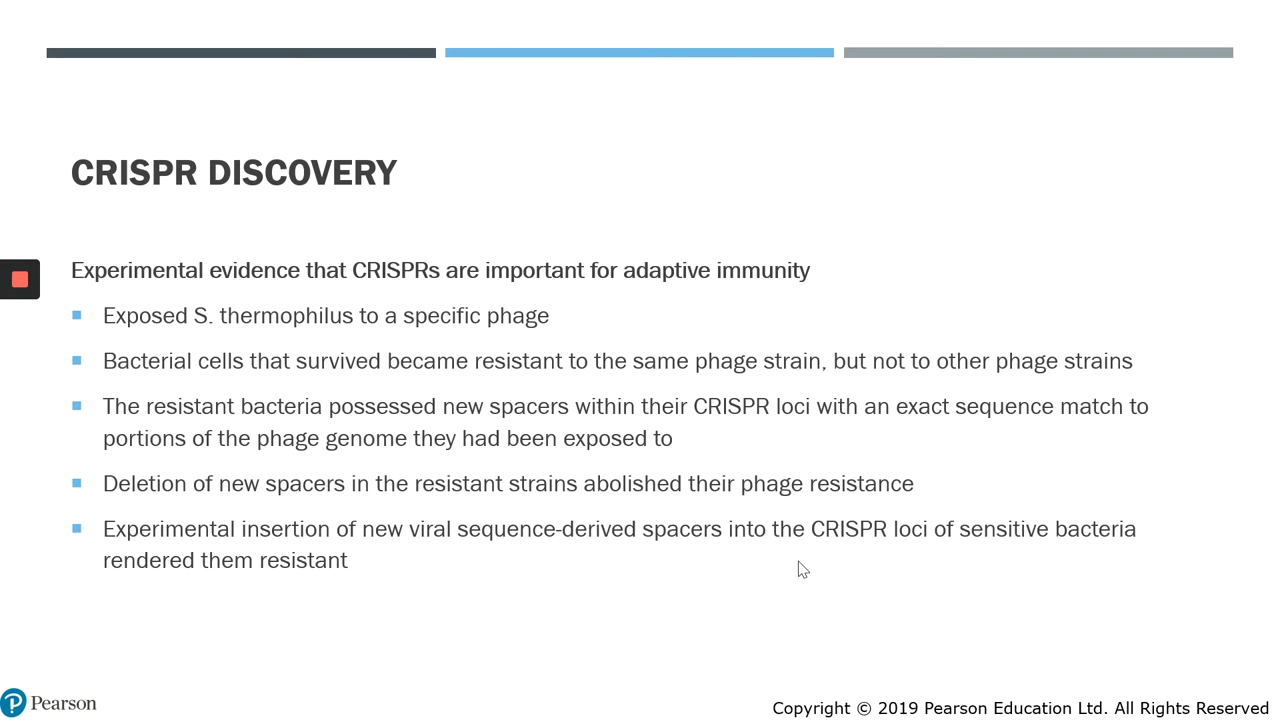 CRISPR DISCOVERY
Experimental evidence that CRISPRs are important for adaptive immunity
Exposed S. thermophilus to a specific phage
Bacterial cells that survived became resistant to the same phage strain, but not to other phage strains
The resistant bacteria possessed new spacers within their CRISPR loci with an exact sequence match to
portions of the phage genome they had been exposed to
Deletion of new spacers in the resistant strains abolished their phage resistance
Experimental insertion of new viral sequence-derived spacers into the CRISPR loci of sensitive bacteria
rendered them resistant
Pearson
Copyright © 2019 Pearson Education Ltd. All Rights Reserved